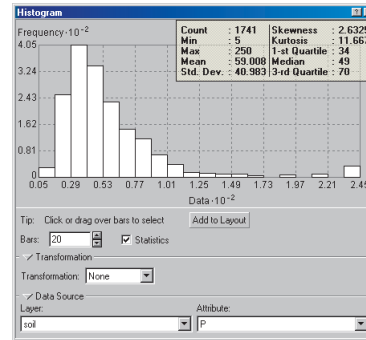 Histogram
Frequency·10⁻²
Count : 1741 Skewness : 2.6325
Min : 5 Kurtosis : 11.667
Max : 250 1-st Quartile : 34
Mean : 59.008 Median : 49
Std. Dev. : 40.983 3-rd Quartile : 70
4.05
3.24
2.43
1.62
0.81
0
0.05 0.29 0.53 0.77 1.01 1.25 1.49 1.73 1.97 2.21 2.45
Data·10⁻²
Tip: Click or drag over bars to select Add to Layout
Bars: 20 Statistics
Transformation
Transformation: None
Data Source
Layer: Attribute:
soil P